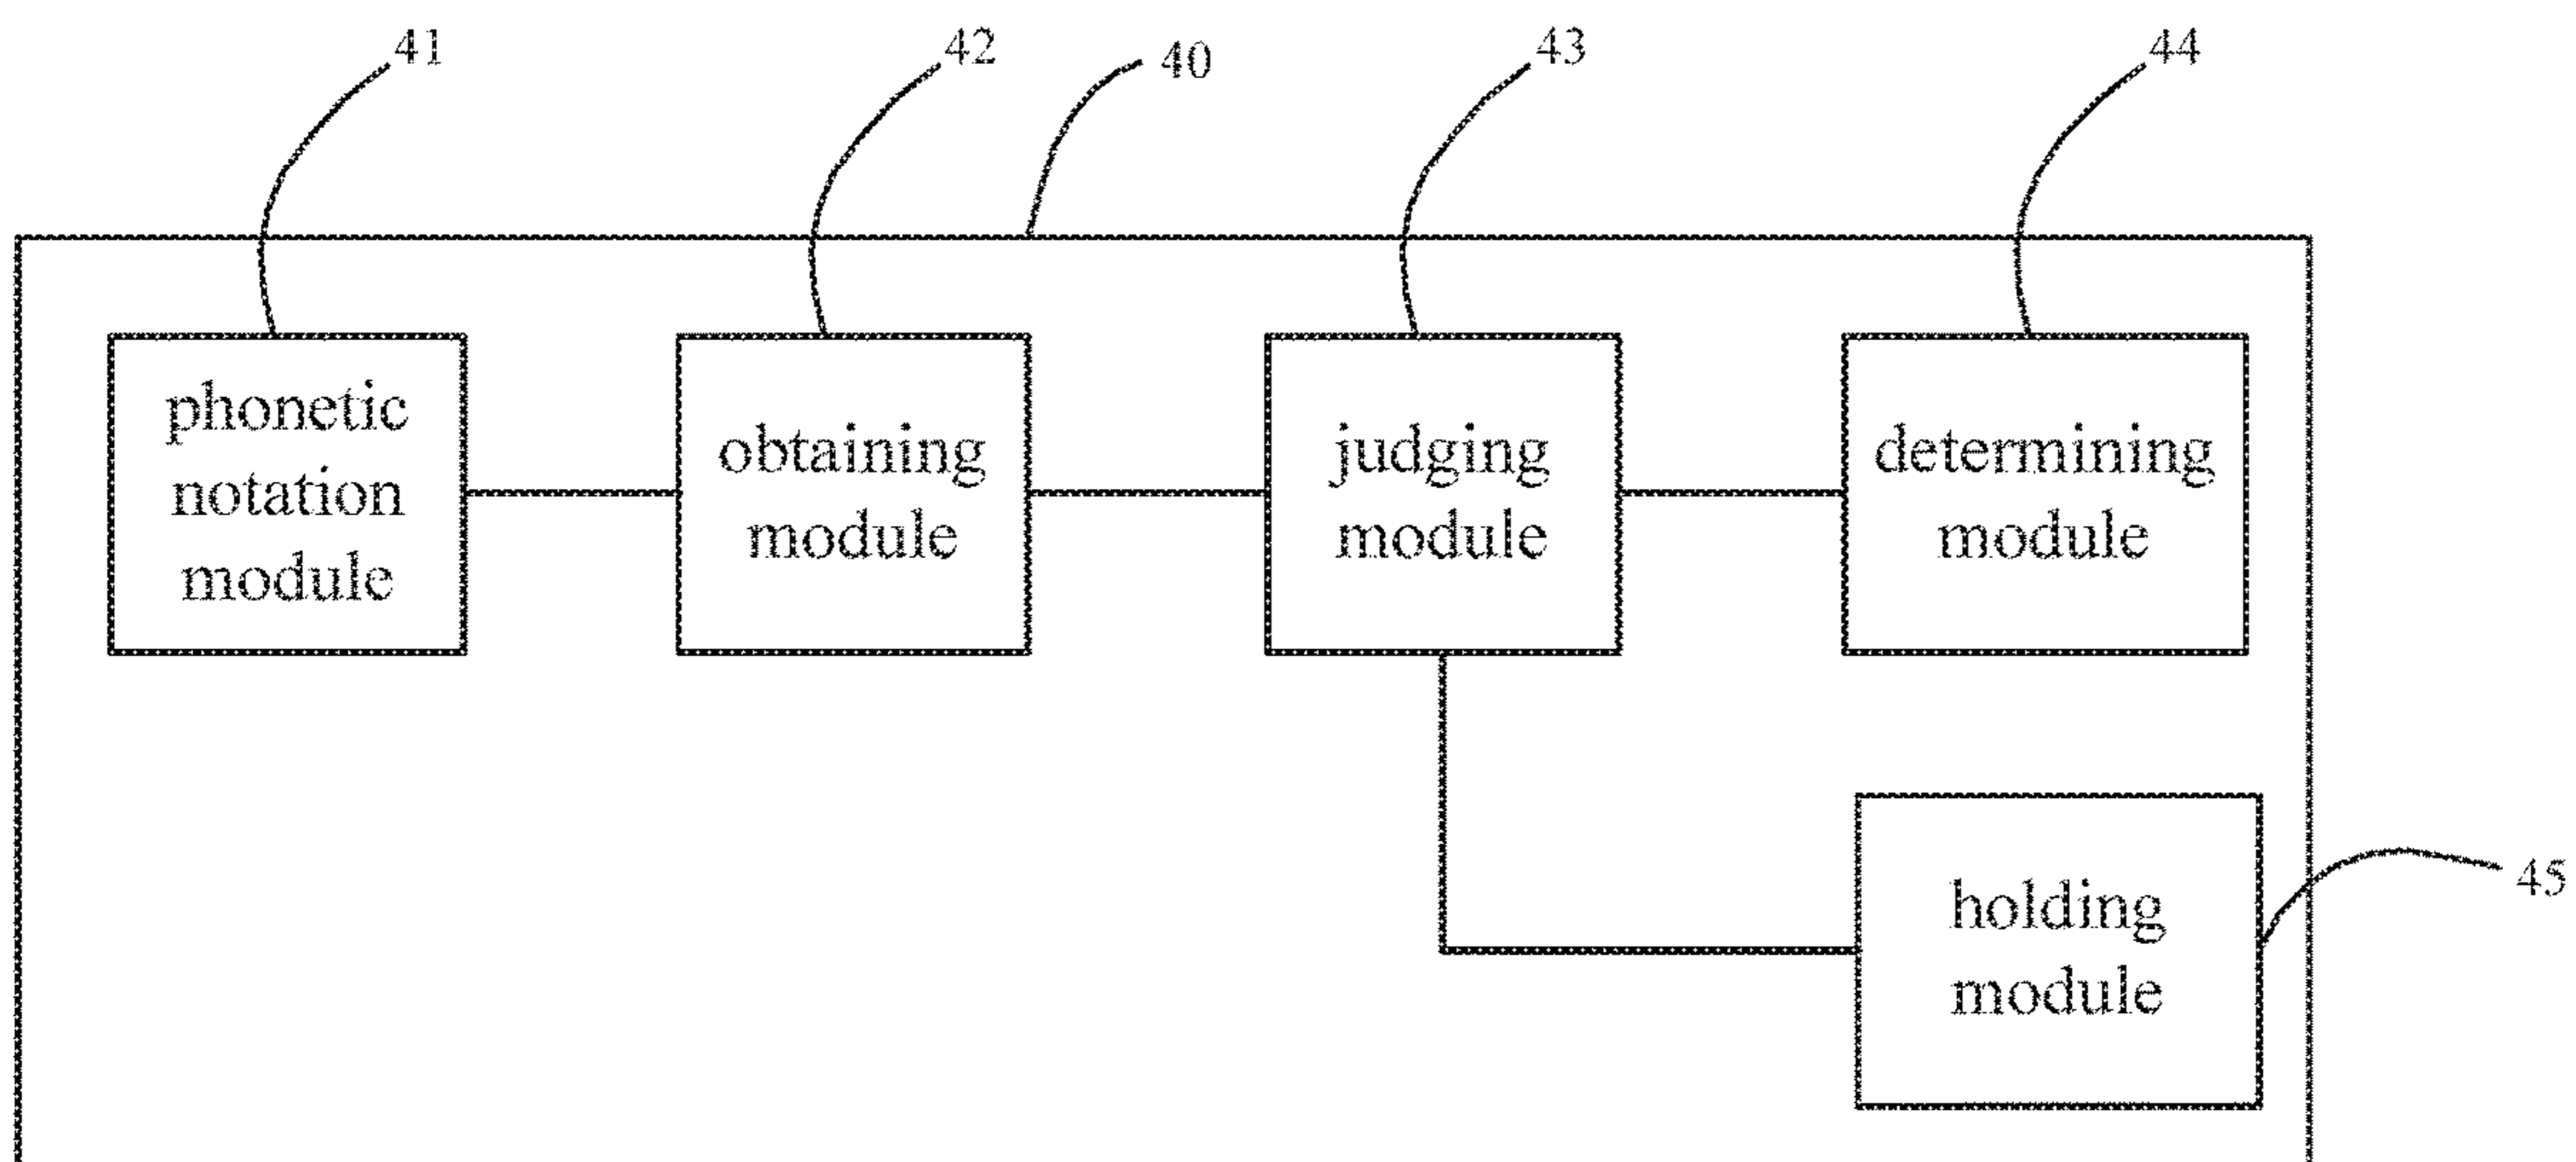 41
42
40
43
44
phonetic
notation
module
obtaining
module
judging
module
determining
module
holding
module
45